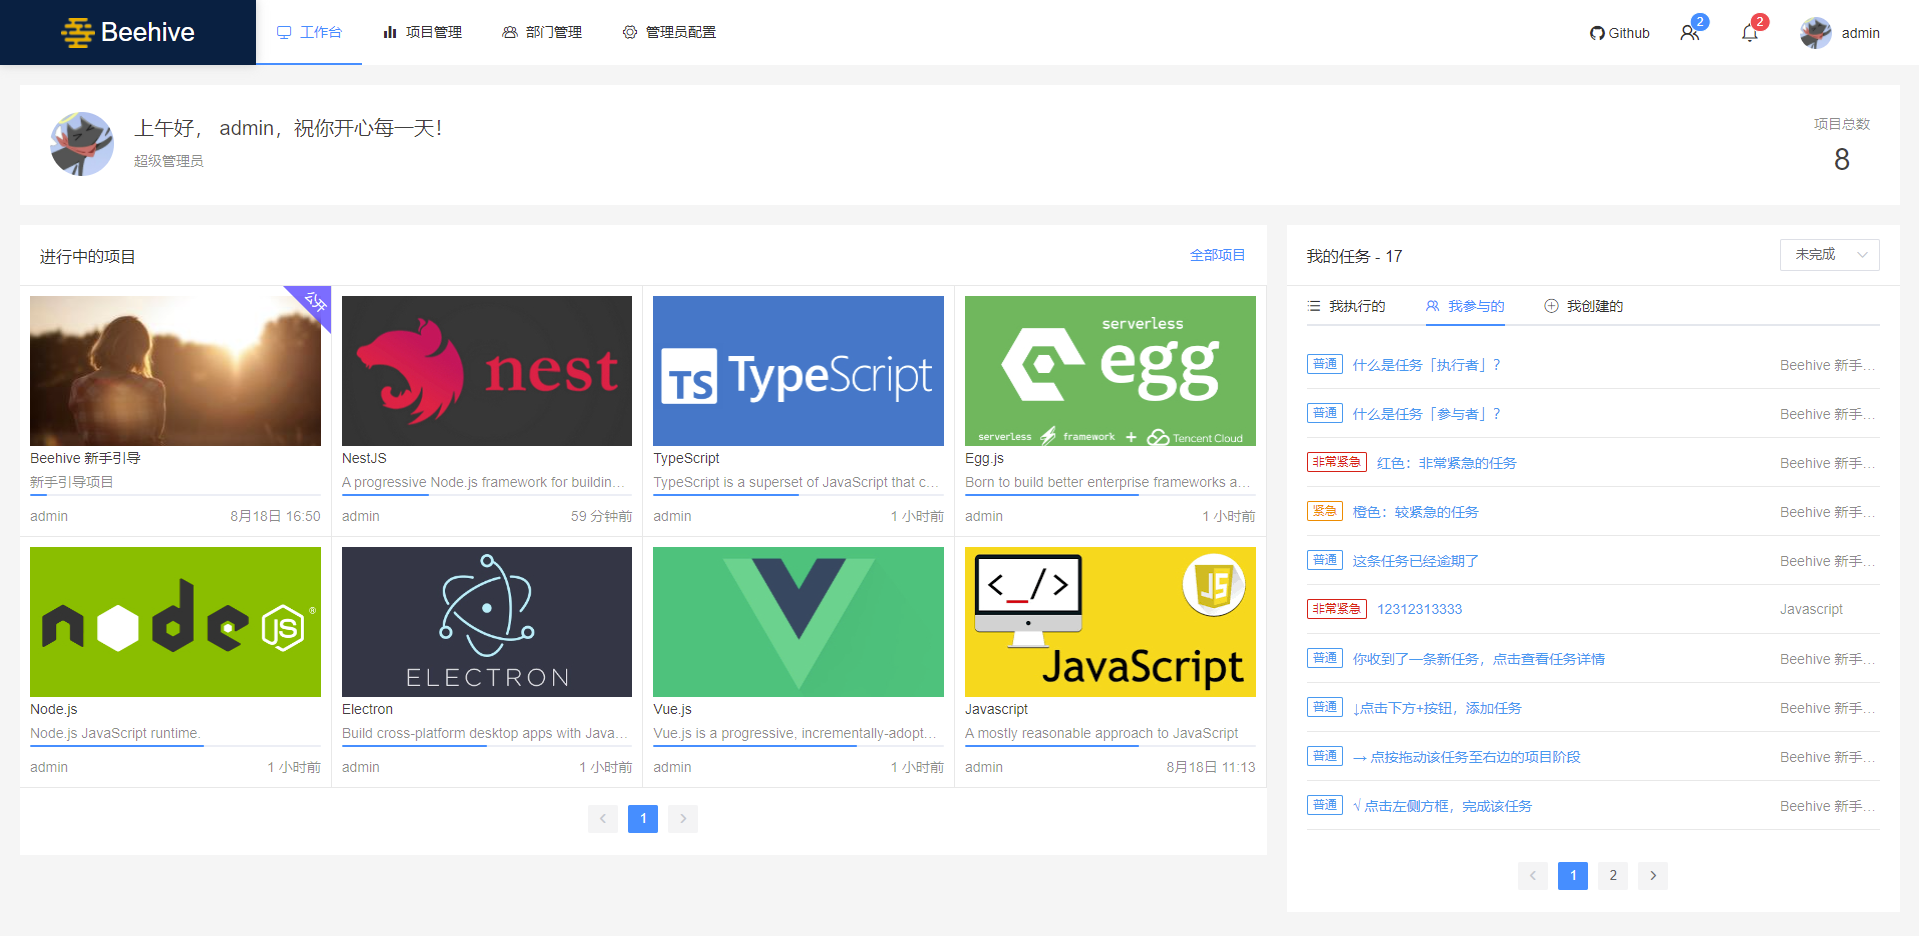 Beehive
工作台
项目管理
部门管理
管理员配置
Github
2
2
admin
上午好， admin，祝你开心每一天！
超级管理员
项目总数
8
进行中的项目
全部项目
公开
Beehive 新手引导
新手引导项目
admin
8月18日 16:50
nest
NestJS
A progressive Node.js framework for buildin...
admin
59 分钟前
TS TypeScript
TypeScript
TypeScript is a superset of JavaScript that c...
admin
1 小时前
serverless
egg
serverless framework + Tencent Cloud
Egg.js
Born to build better enterprise frameworks a...
admin
1 小时前
node JS ®
Node.js
Node.js JavaScript runtime.
admin
1 小时前
ELECTRON
Electron
Build cross-platform desktop apps with Java...
admin
1 小时前
Vue.js
Vue.js is a progressive, incrementally-adopt...
admin
1 小时前
<_/>
JS
JavaScript
Javascript
A mostly reasonable approach to JavaScript
admin
8月18日 11:13
1
我的任务 - 17
未完成
我执行的
我参与的
我创建的
普通 什么是任务「执行者」? Beehive 新手...
普通 什么是任务「参与者」? Beehive 新手...
非常紧急 红色：非常紧急的任务 Beehive 新手...
紧急 橙色：较紧急的任务 Beehive 新手...
普通 这条任务已经逾期了 Beehive 新手...
非常紧急 12312313333 Javascript
普通 你收到了一条新任务，点击查看任务详情 Beehive 新手...
普通 ↓点击下方+按钮，添加任务 Beehive 新手...
普通 → 点按拖动该任务至右边的项目阶段 Beehive 新手...
普通 √ 点击左侧方框，完成该任务 Beehive 新手...
1
2